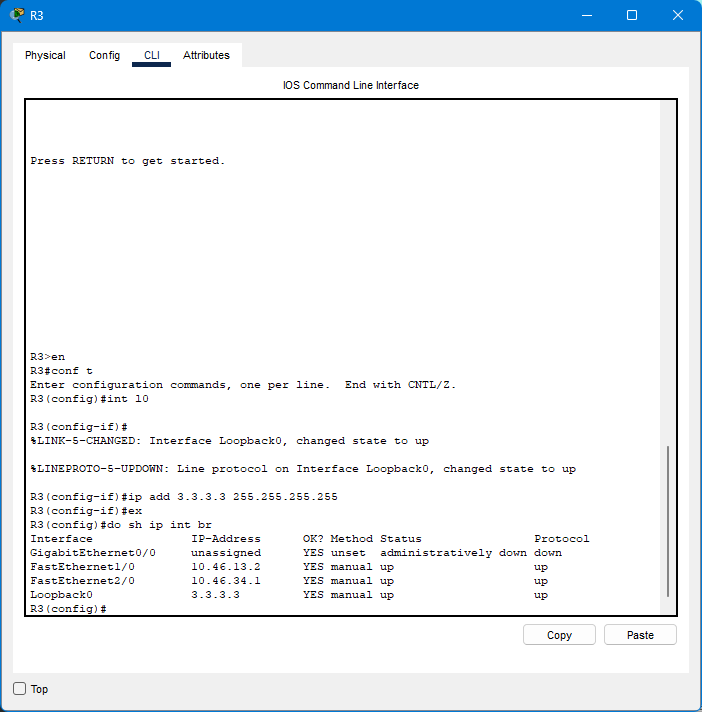 R3
Physical Config CLI Attributes
IOS Command Line Interface
Press RETURN to get started.
R3>en
R3#conf t
Enter configuration commands, one per line.  End with CNTL/Z.
R3(config)#int l0
R3(config-if)#
%LINK-5-CHANGED: Interface Loopback0, changed state to up
%LINEPROTO-5-UPDOWN: Line protocol on Interface Loopback0, changed state to up
R3(config-if)#ip add 3.3.3.3 255.255.255.255
R3(config-if)#ex
R3(config)#do sh ip int br
Interface              IP-Address      OK? Method Status                Protocol
GigabitEthernet0/0     unassigned      YES unset  administratively down down
FastEthernet1/0        10.46.13.2      YES manual up                    up
FastEthernet2/0        10.46.34.1      YES manual up                    up
Loopback0              3.3.3.3         YES manual up                    up
R3(config)#
Copy Paste
Top